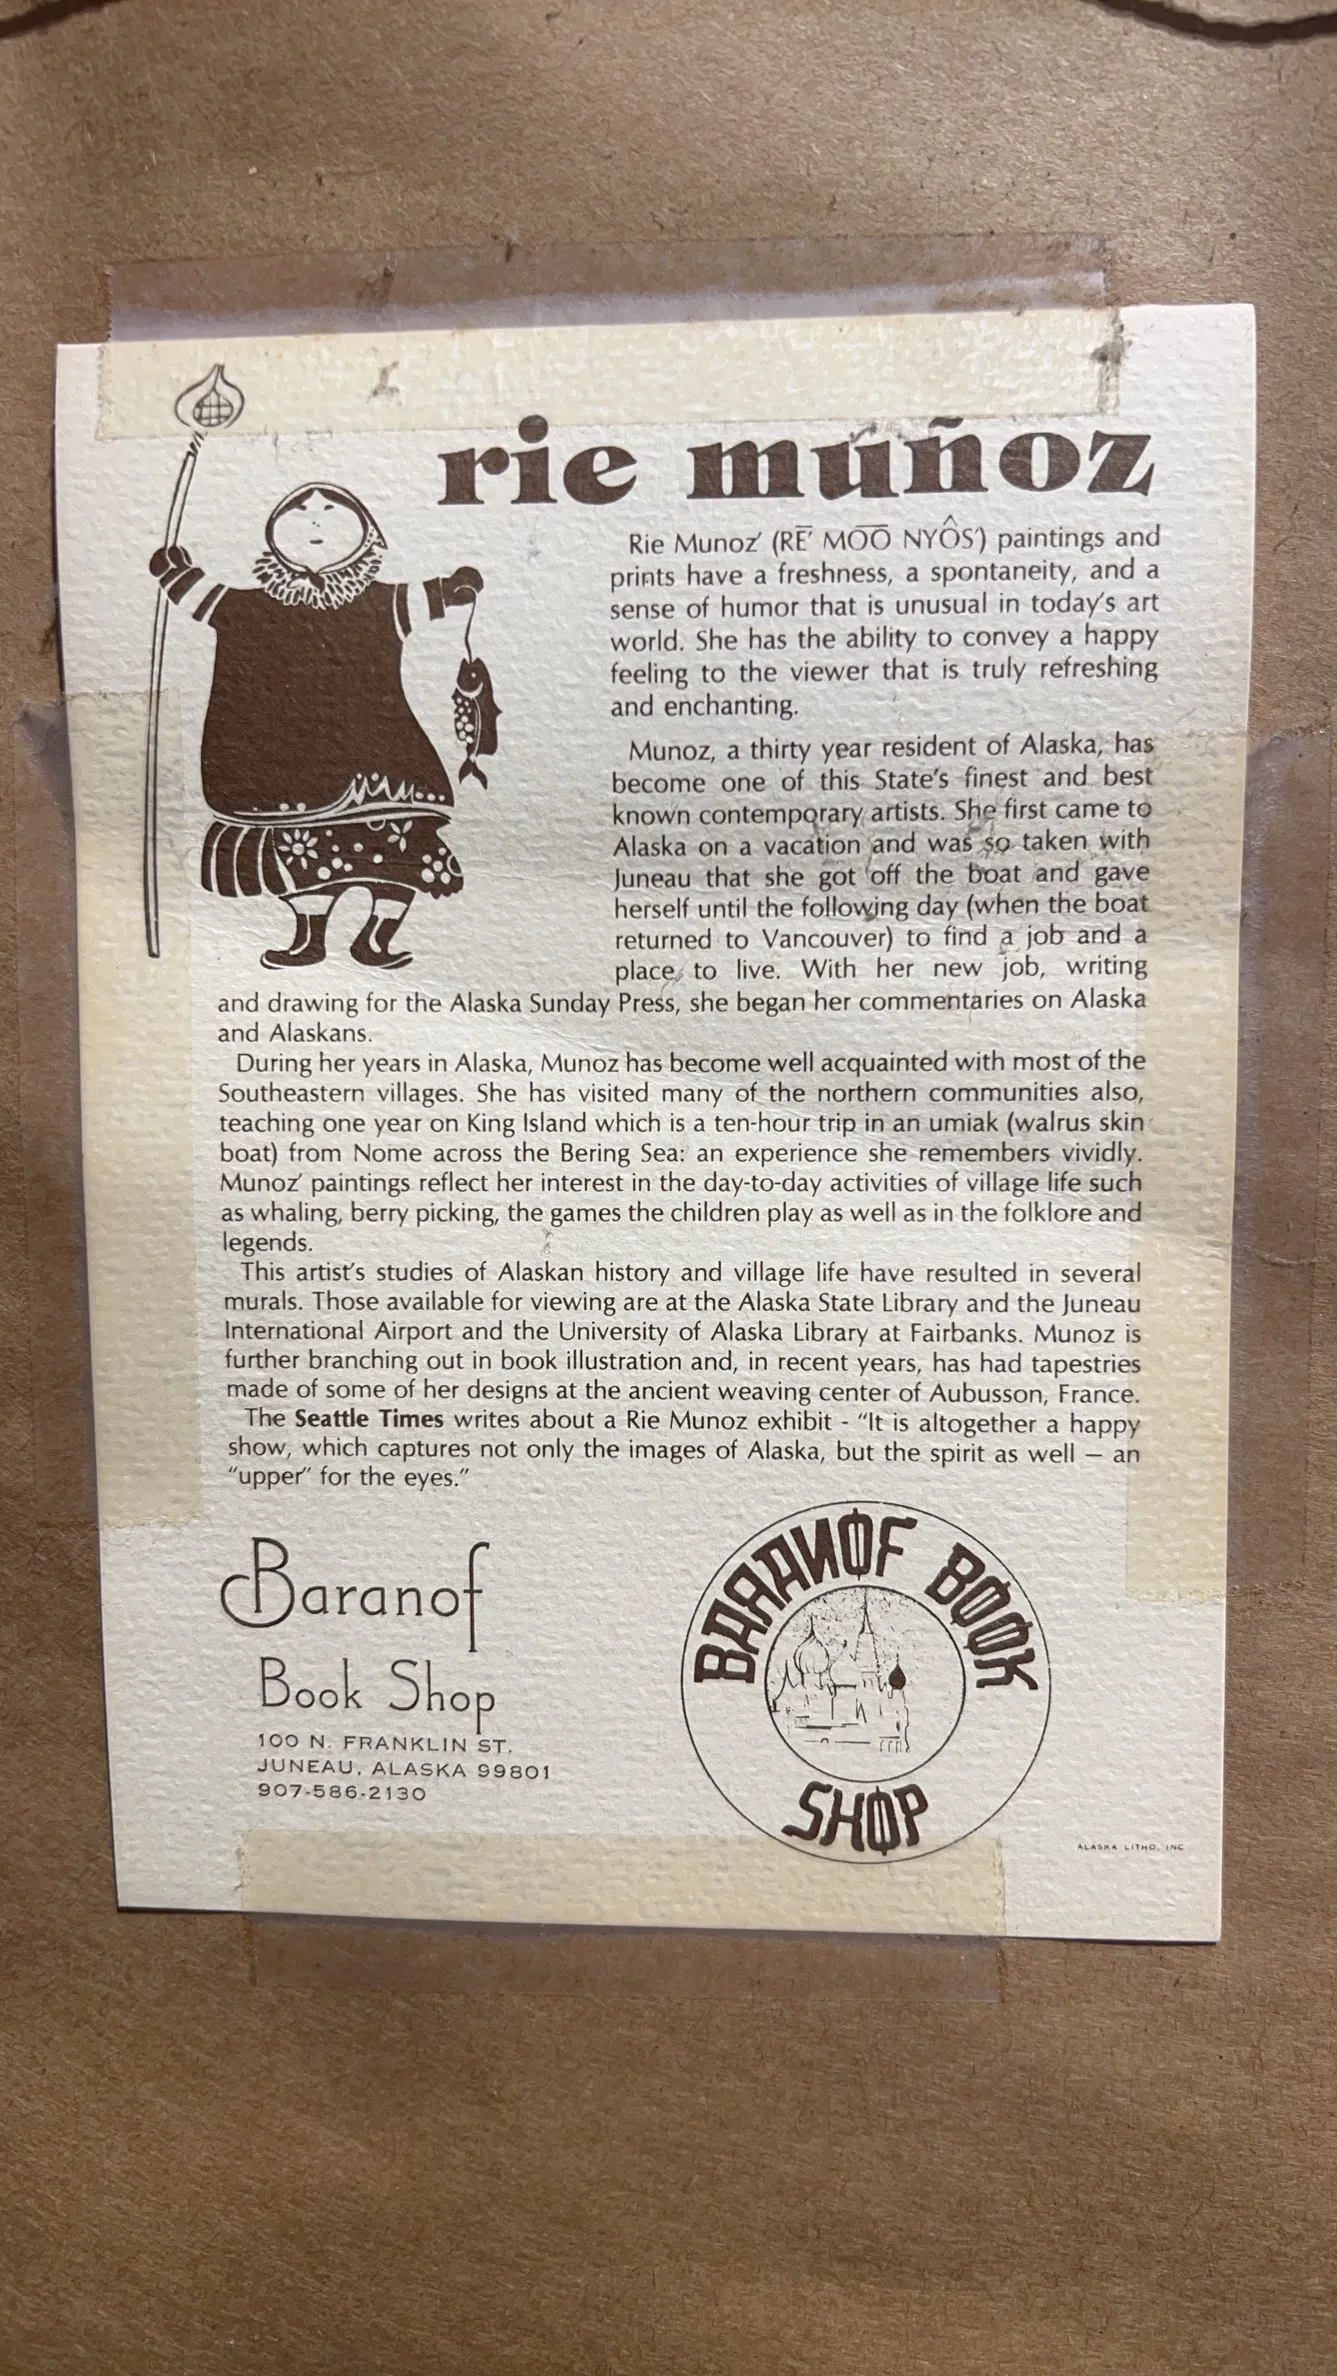 rie muñoz
Rie Munoz' (RĒ' MO͞O NYÔS') paintings and
prints have a freshness, a spontaneity, and a
sense of humor that is unusual in today's art
world. She has the ability to convey a happy
feeling to the viewer that is truly refreshing
and enchanting.
Munoz, a thirty year resident of Alaska, has
become one of this State's finest and best
known contemporary artists. She first came to
Alaska on a vacation and was so taken with
Juneau that she got off the boat and gave
herself until the following day (when the boat
returned to Vancouver) to find a job and a
place to live. With her new job, writing
and drawing for the Alaska Sunday Press, she began her commentaries on Alaska
and Alaskans.
During her years in Alaska, Munoz has become well acquainted with most of the
Southeastern villages. She has visited many of the northern communities also,
teaching one year on King Island which is a ten-hour trip in an umiak (walrus skin
boat) from Nome across the Bering Sea: an experience she remembers vividly.
Munoz' paintings reflect her interest in the day-to-day activities of village life such
as whaling, berry picking, the games the children play as well as in the folklore and
legends.
This artist's studies of Alaskan history and village life have resulted in several
murals. Those available for viewing are at the Alaska State Library and the Juneau
International Airport and the University of Alaska Library at Fairbanks. Munoz is
further branching out in book illustration and, in recent years, has had tapestries
made of some of her designs at the ancient weaving center of Aubusson, France.
The Seattle Times writes about a Rie Munoz exhibit - "It is altogether a happy
show, which captures not only the images of Alaska, but the spirit as well — an
"upper" for the eyes."
Baranof
Book Shop
100 N. FRANKLIN ST.
JUNEAU, ALASKA 99801
907-586-2130
BARANOF BOOK
SHOP
ALASKA LITHO, INC